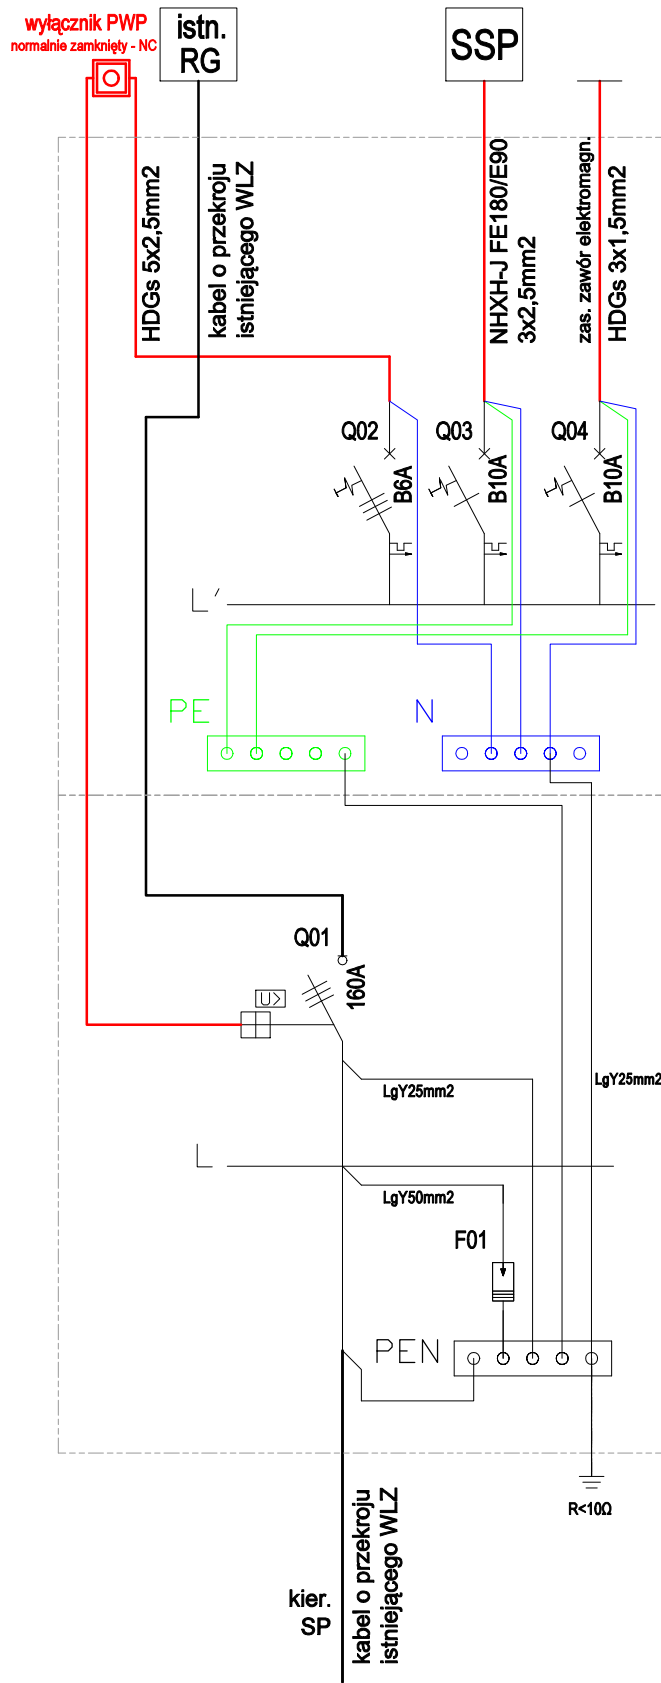 wyłącznik PWP
normalnie zamknięty - NC
istn.
RG
SSP
HDGs 5x2,5mm2
kabel o przekroju
istniejącego WLZ
NHXH-J FE180/E90
3x2,5mm2
zas. zawór elektromagn.
HDGs 3x1,5mm2
Q02
B6A
Q03
B10A
Q04
B10A
L'
PE
N
Q01
160A
U>
LgY25mm2
LgY25mm2
L
LgY50mm2
F01
PEN
R<10Ω
kier.
SP
kabel o przekroju
istniejącego WLZ